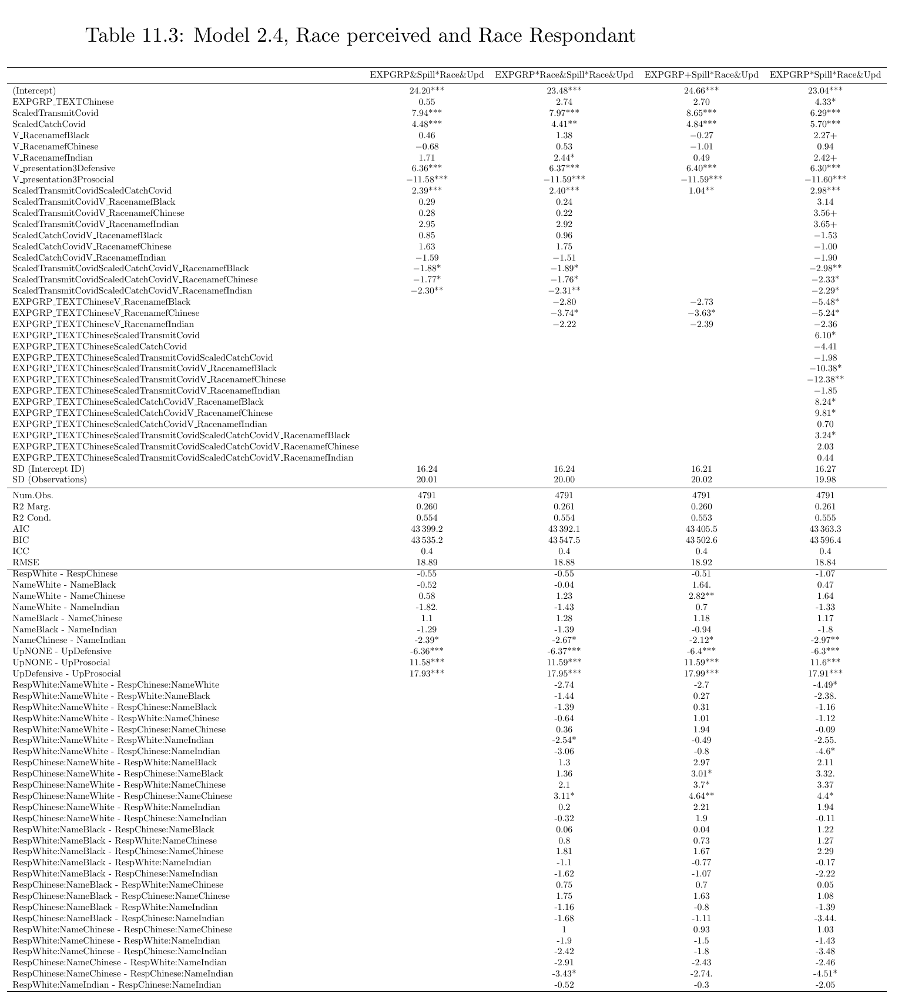 Table 11.3: Model 2.4, Race perceived and Race Respondant
EXPGRP&Spill*Race&Upd EXPGRP*Race&Spill*Race&Upd EXPGRP+Spill*Race&Upd EXPGRP*Spill*Race&Upd
(Intercept) 24.20*** 23.48*** 24.66*** 23.04***
EXPGRP_TEXTChinese 0.55 2.74 2.70 4.33*
ScaledTransmitCovid 7.94*** 7.97*** 8.65*** 6.29***
ScaledCatchCovid 4.48*** 4.41** 4.84*** 5.70***
V_RacenamefBlack 0.46 1.38 −0.27 2.27+
V_RacenamefChinese −0.68 0.53 −1.01 0.94
V_RacenamefIndian 1.71 2.44* 0.49 2.42+
V_presentation3Defensive 6.36*** 6.37*** 6.40*** 6.30***
V_presentation3Prosocial −11.58*** −11.59*** −11.59*** −11.60***
ScaledTransmitCovidScaledCatchCovid 2.39*** 2.40*** 1.04** 2.98***
ScaledTransmitCovidV_RacenamefBlack 0.29 0.24 3.14
ScaledTransmitCovidV_RacenamefChinese 0.28 0.22 3.56+
ScaledTransmitCovidV_RacenamefIndian 2.95 2.92 3.65+
ScaledCatchCovidV_RacenamefBlack 0.85 0.96 −1.53
ScaledCatchCovidV_RacenamefChinese 1.63 1.75 −1.00
ScaledCatchCovidV_RacenamefIndian −1.59 −1.51 −1.90
ScaledTransmitCovidScaledCatchCovidV_RacenamefBlack −1.88* −1.89* −2.98**
ScaledTransmitCovidScaledCatchCovidV_RacenamefChinese −1.77* −1.76* −2.33*
ScaledTransmitCovidScaledCatchCovidV_RacenamefIndian −2.30** −2.31** −2.29*
EXPGRP_TEXTChineseV_RacenamefBlack −2.80 −2.73 −5.48*
EXPGRP_TEXTChineseV_RacenamefChinese −3.74* −3.63* −5.24*
EXPGRP_TEXTChineseV_RacenamefIndian −2.22 −2.39 −2.36
EXPGRP_TEXTChineseScaledTransmitCovid 6.10*
EXPGRP_TEXTChineseScaledCatchCovid −4.41
EXPGRP_TEXTChineseScaledTransmitCovidScaledCatchCovid −1.98
EXPGRP_TEXTChineseScaledTransmitCovidV_RacenamefBlack −10.38*
EXPGRP_TEXTChineseScaledTransmitCovidV_RacenamefChinese −12.38**
EXPGRP_TEXTChineseScaledTransmitCovidV_RacenamefIndian −1.85
EXPGRP_TEXTChineseScaledCatchCovidV_RacenamefBlack 8.24*
EXPGRP_TEXTChineseScaledCatchCovidV_RacenamefChinese 9.81*
EXPGRP_TEXTChineseScaledCatchCovidV_RacenamefIndian 0.70
EXPGRP_TEXTChineseScaledTransmitCovidScaledCatchCovidV_RacenamefBlack 3.24*
EXPGRP_TEXTChineseScaledTransmitCovidScaledCatchCovidV_RacenamefChinese 2.03
EXPGRP_TEXTChineseScaledTransmitCovidScaledCatchCovidV_RacenamefIndian 0.44
SD (Intercept ID) 16.24 16.24 16.21 16.27
SD (Observations) 20.01 20.00 20.02 19.98
Num.Obs. 4791 4791 4791 4791
R2 Marg. 0.260 0.261 0.260 0.261
R2 Cond. 0.554 0.554 0.553 0.555
AIC 43 399.2 43 392.1 43 405.5 43 363.3
BIC 43 535.2 43 547.5 43 502.6 43 596.4
ICC 0.4 0.4 0.4 0.4
RMSE 18.89 18.88 18.92 18.84
RespWhite - RespChinese -0.55 -0.55 -0.51 -1.07
NameWhite - NameBlack -0.52 -0.04 1.64. 0.47
NameWhite - NameChinese 0.58 1.23 2.82** 1.64
NameWhite - NameIndian -1.82. -1.43 0.7 -1.33
NameBlack - NameChinese 1.1 1.28 1.18 1.17
NameBlack - NameIndian -1.29 -1.39 -0.94 -1.8
NameChinese - NameIndian -2.39* -2.67* -2.12* -2.97**
UpNONE - UpDefensive -6.36*** -6.37*** -6.4*** -6.3***
UpNONE - UpProsocial 11.58*** 11.59*** 11.59*** 11.6***
UpDefensive - UpProsocial 17.93*** 17.95*** 17.99*** 17.91***
RespWhite:NameWhite - RespChinese:NameWhite -2.74 -2.7 -4.49*
RespWhite:NameWhite - RespWhite:NameBlack -1.44 0.27 -2.38.
RespWhite:NameWhite - RespChinese:NameBlack -1.39 0.31 -1.16
RespWhite:NameWhite - RespWhite:NameChinese -0.64 1.01 -1.12
RespWhite:NameWhite - RespChinese:NameChinese 0.36 1.94 -0.09
RespWhite:NameWhite - RespWhite:NameIndian -2.54* -0.49 -2.55.
RespWhite:NameWhite - RespChinese:NameIndian -3.06 -0.8 -4.6*
RespChinese:NameWhite - RespWhite:NameBlack 1.3 2.97 2.11
RespChinese:NameWhite - RespChinese:NameBlack 1.36 3.01* 3.32.
RespChinese:NameWhite - RespWhite:NameChinese 2.1 3.7* 3.37
RespChinese:NameWhite - RespChinese:NameChinese 3.11* 4.64** 4.4*
RespChinese:NameWhite - RespWhite:NameIndian 0.2 2.21 1.94
RespChinese:NameWhite - RespChinese:NameIndian -0.32 1.9 -0.11
RespWhite:NameBlack - RespChinese:NameBlack 0.06 0.04 1.22
RespWhite:NameBlack - RespWhite:NameChinese 0.8 0.73 1.27
RespWhite:NameBlack - RespChinese:NameChinese 1.81 1.67 2.29
RespWhite:NameBlack - RespWhite:NameIndian -1.1 -0.77 -0.17
RespWhite:NameBlack - RespChinese:NameIndian -1.62 -1.07 -2.22
RespChinese:NameBlack - RespWhite:NameChinese 0.75 0.7 0.05
RespChinese:NameBlack - RespChinese:NameChinese 1.75 1.63 1.08
RespChinese:NameBlack - RespWhite:NameIndian -1.16 -0.8 -1.39
RespChinese:NameBlack - RespChinese:NameIndian -1.68 -1.11 -3.44.
RespWhite:NameChinese - RespChinese:NameChinese 1 0.93 1.03
RespWhite:NameChinese - RespWhite:NameIndian -1.9 -1.5 -1.43
RespWhite:NameChinese - RespChinese:NameIndian -2.42 -1.8 -3.48
RespChinese:NameChinese - RespWhite:NameIndian -2.91 -2.43 -2.46
RespChinese:NameChinese - RespChinese:NameIndian -3.43* -2.74. -4.51*
RespWhite:NameIndian - RespChinese:NameIndian -0.52 -0.3 -2.05